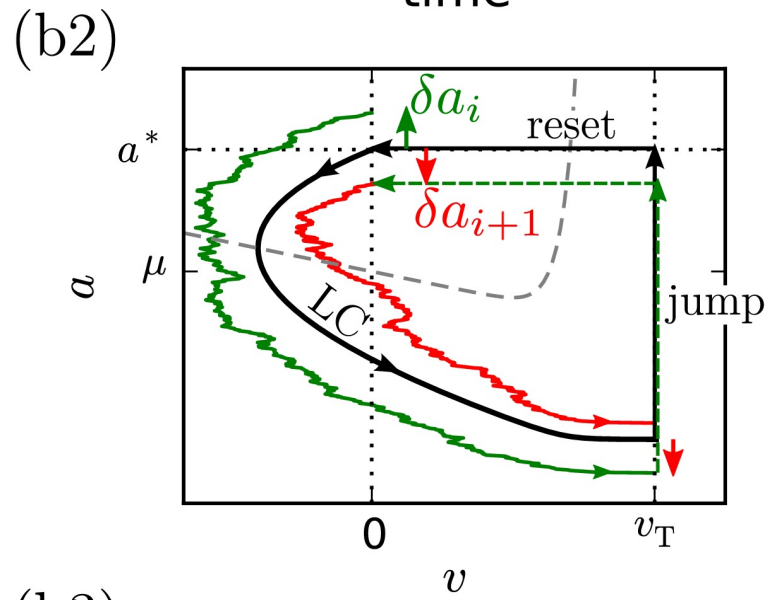 time
(b2)
δa_i
reset
a*
δa_{i+1}
μ
a
LC
jump
0
v_T
v